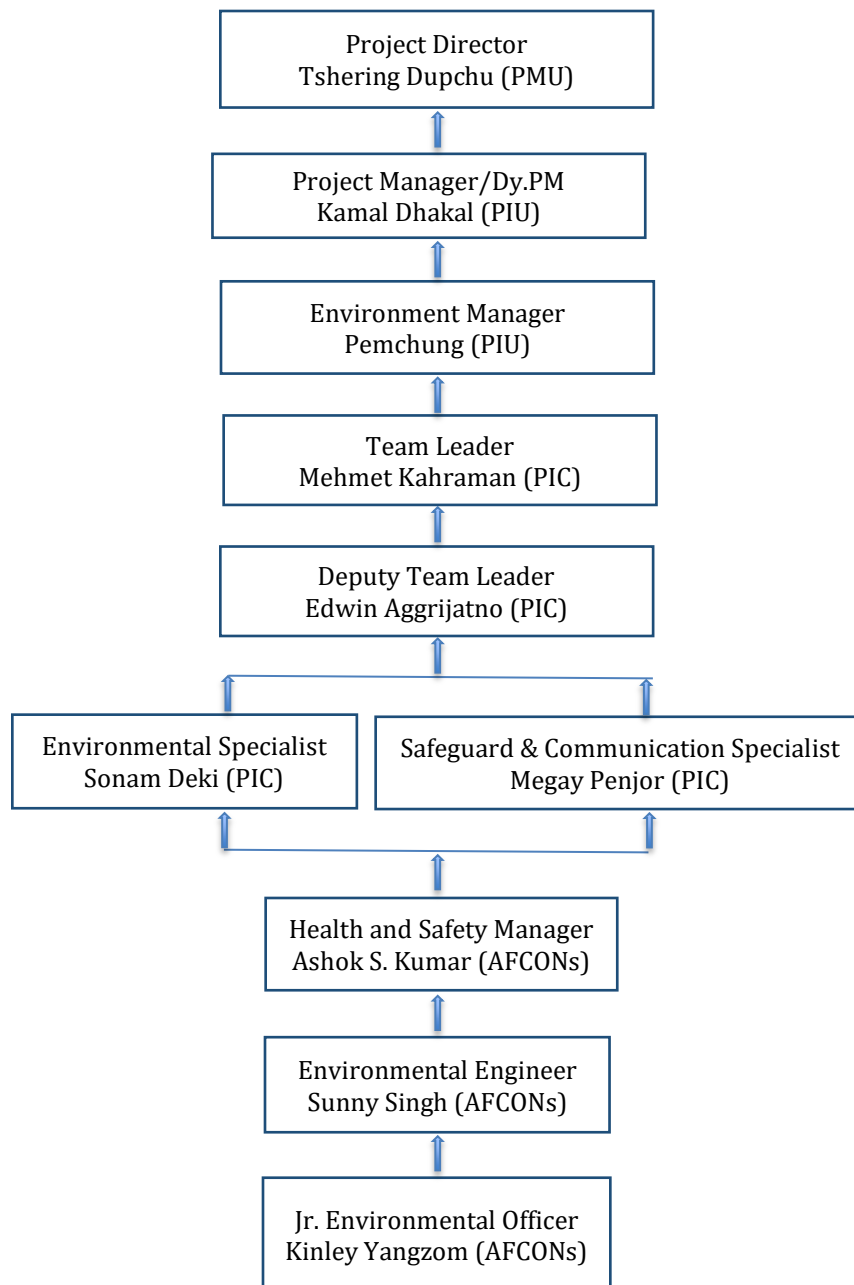 Project Director
Tshering Dupchu (PMU)
Project Manager/Dy.PM
Kamal Dhakal (PIU)
Environment Manager
Pemchung (PIU)
Team Leader
Mehmet Kahraman (PIC)
Deputy Team Leader
Edwin Aggrijatno (PIC)
Environmental Specialist
Sonam Deki (PIC)
Safeguard & Communication Specialist
Megay Penjor (PIC)
Health and Safety Manager
Ashok S. Kumar (AFCONs)
Environmental Engineer
Sunny Singh (AFCONs)
Jr. Environmental Officer
Kinley Yangzom (AFCONs)